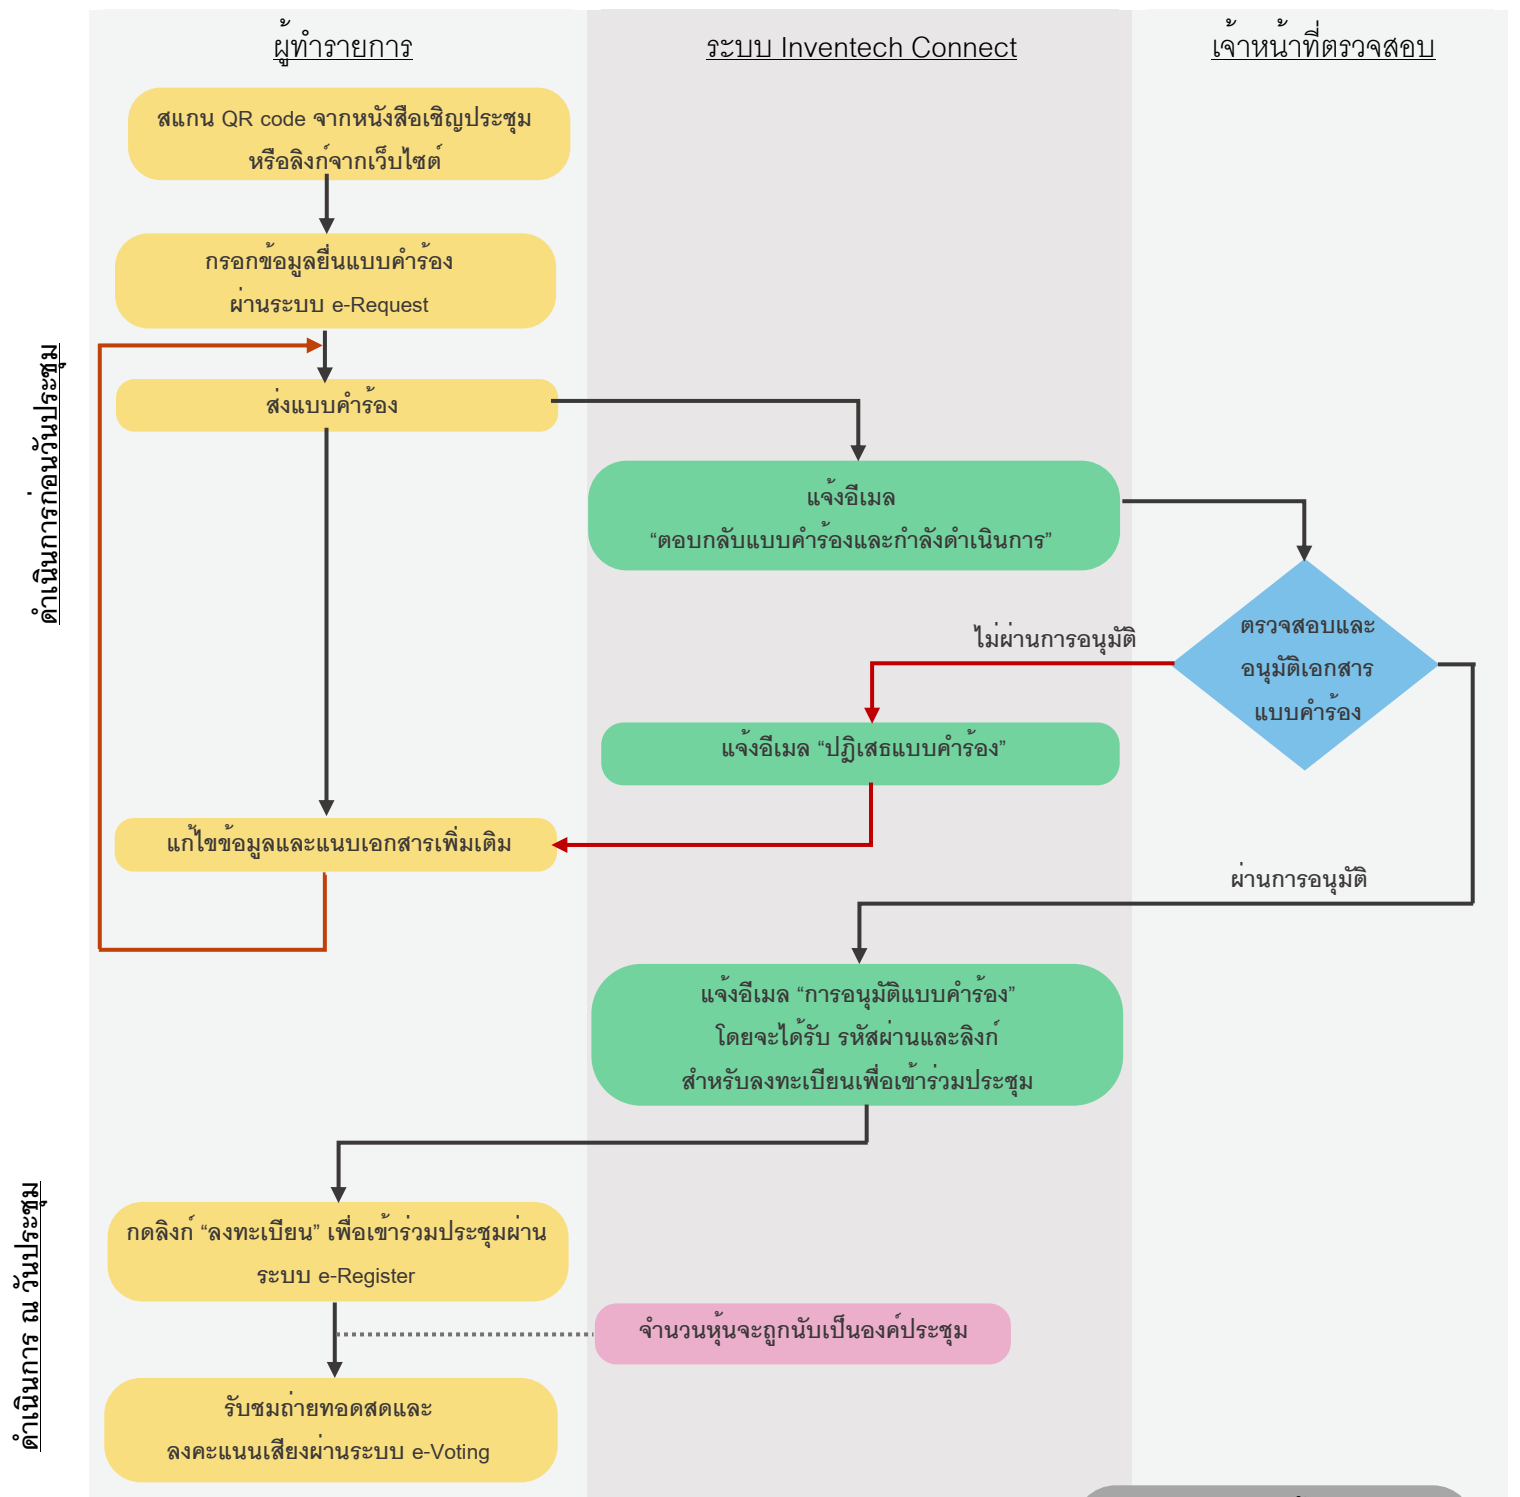 ผู้ทำรายการ
ระบบ Inventech Connect
เจ้าหน้าที่ตรวจสอบ
ดำเนินการก่อนวันประชุม
สแกน QR code จากหนังสือเชิญประชุม
หรือลิงก์จากเว็บไซต์
กรอกข้อมูลยื่นแบบคำร้อง
ผ่านระบบ e-Request
ส่งแบบคำร้อง
แจ้งอีเมล
“ตอบกลับแบบคำร้องและกำลังดำเนินการ”
ตรวจสอบและ
อนุมัติเอกสาร
แบบคำร้อง
ไม่ผ่านการอนุมัติ
แจ้งอีเมล “ปฎิเสธแบบคำร้อง”
แก้ไขข้อมูลและแนบเอกสารเพิ่มเติม
ผ่านการอนุมัติ
แจ้งอีเมล “การอนุมัติแบบคำร้อง”
โดยจะได้รับ รหัสผ่านและลิงก์
สำหรับลงทะเบียนเพื่อเข้าร่วมประชุม
ดำเนินการ ณ วันประชุม
กดลิงก์ “ลงทะเบียน” เพื่อเข้าร่วมประชุมผ่าน
ระบบ e-Register
จำนวนหุ้นจะถูกนับเป็นองค์ประชุม
รับชมถ่ายทอดสดและ
ลงคะแนนเสียงผ่านระบบ e-Voting